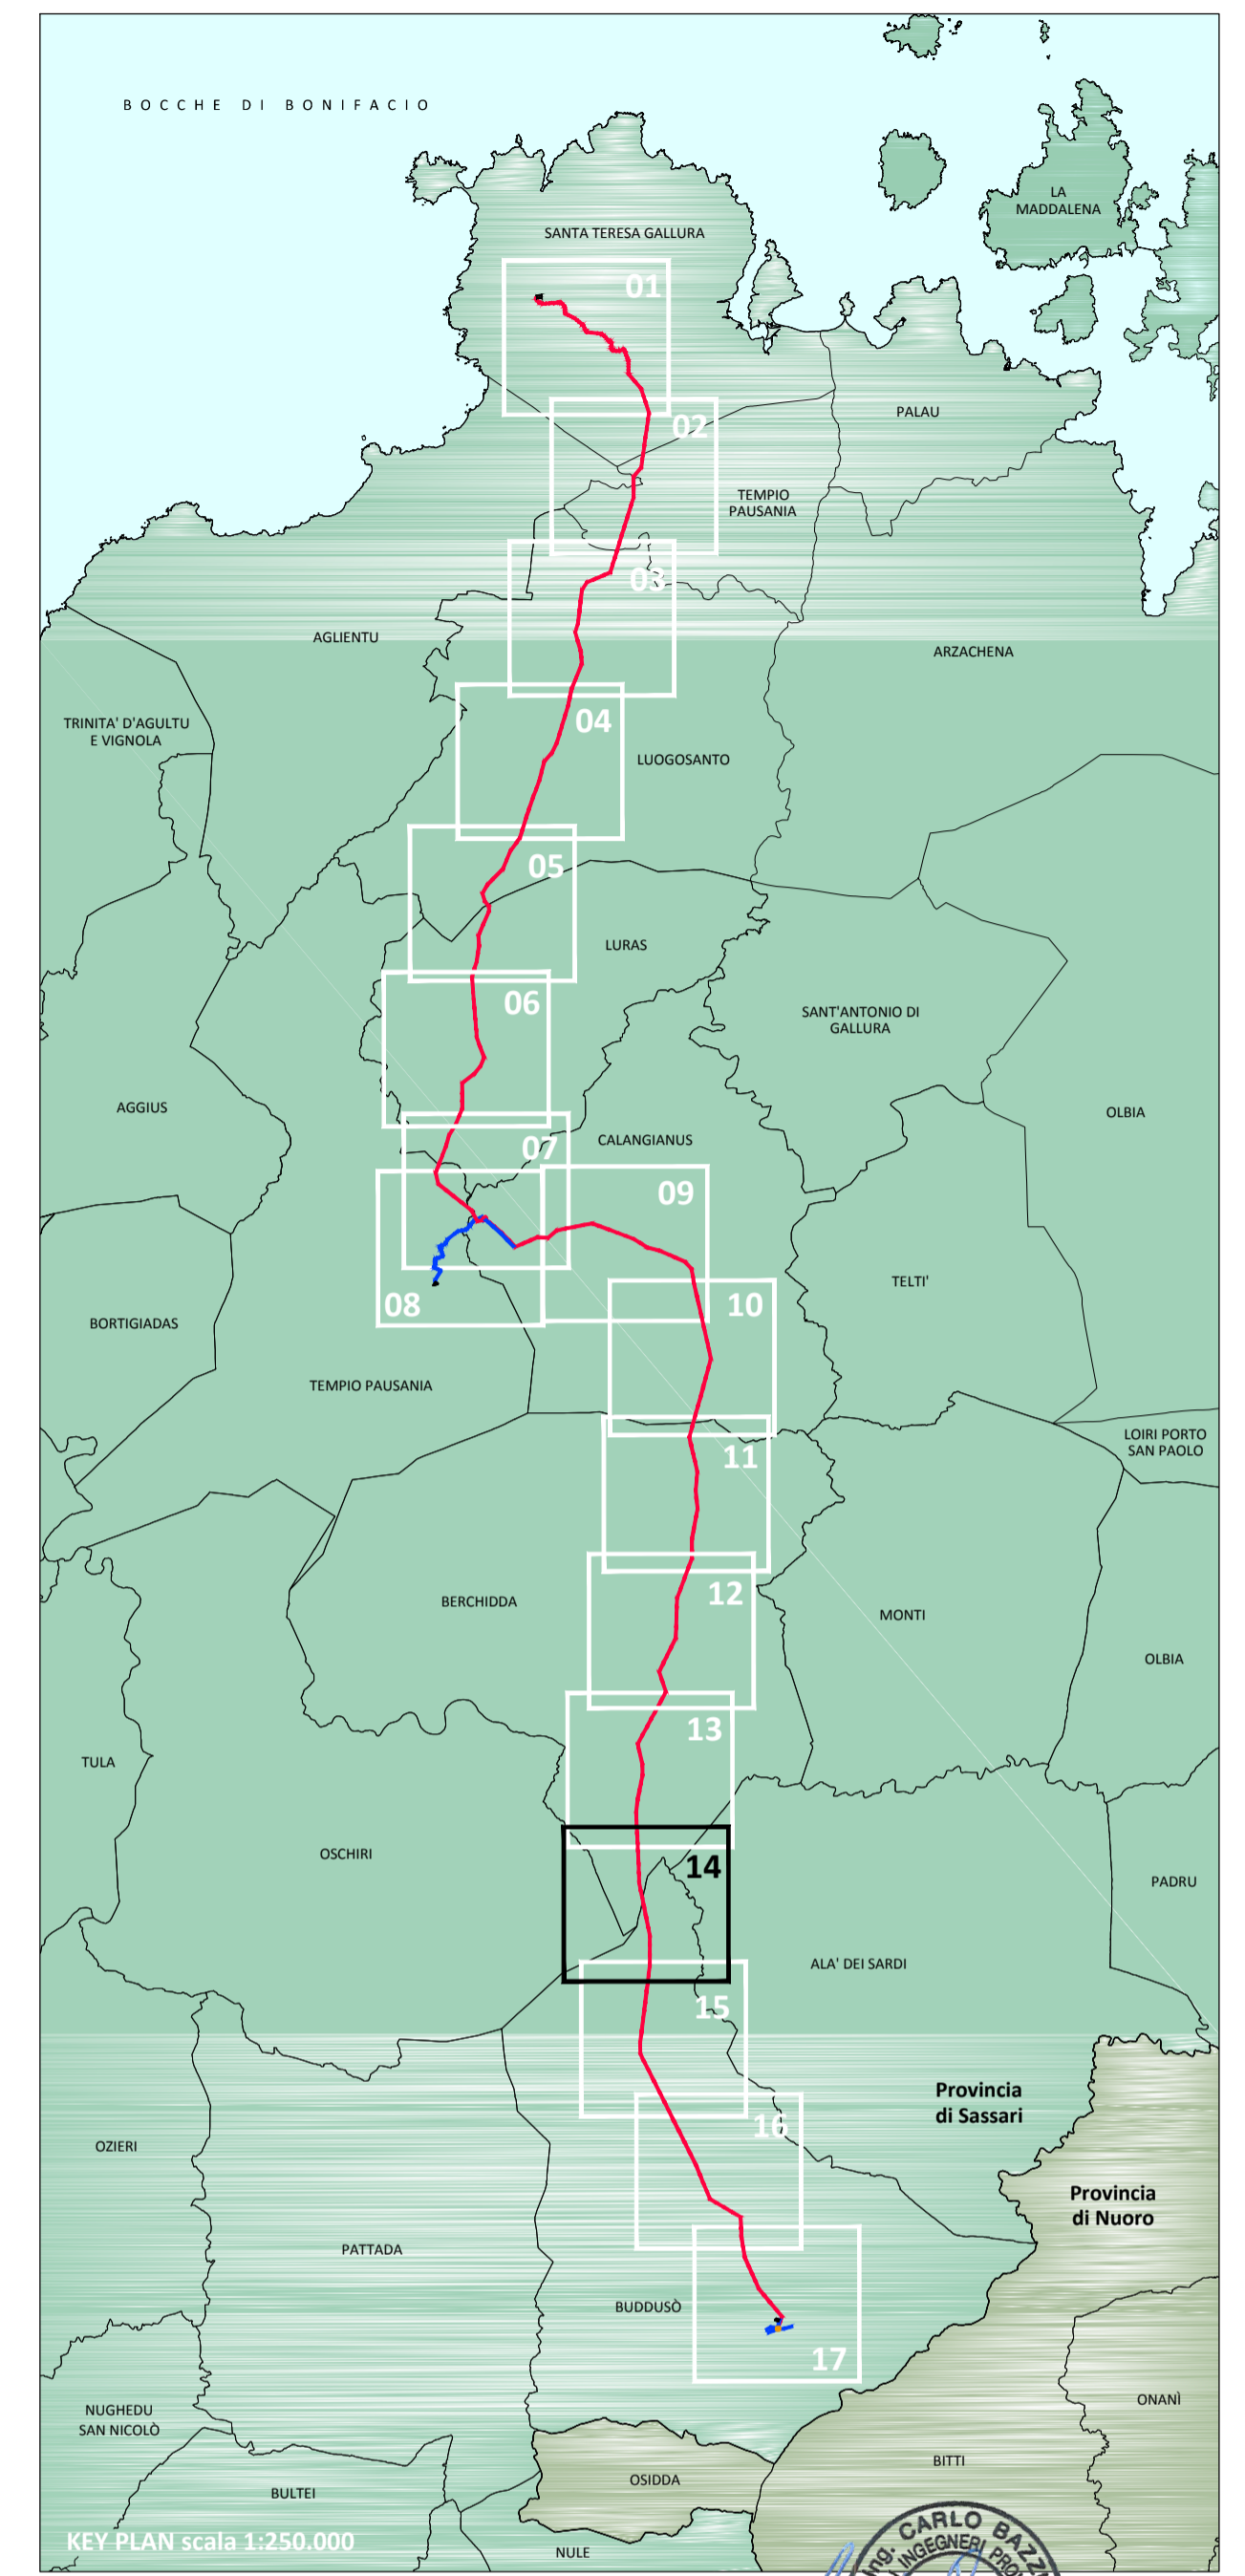 BOCCHE DI BONIFACIO
LA
MADDALENA
SANTA TERESA GALLURA
01
PALAU
02
TEMPIO
PAUSANIA
03
AGLIENTU
ARZACHENA
04
TRINITA' D'AGULTU
E VIGNOLA
LUOGOSANTO
05
LURAS
06
SANT'ANTONIO DI
GALLURA
AGGIUS
OLBIA
CALANGIANUS
07
09
TELTI'
10
08
BORTIGIADAS
TEMPIO PAUSANIA
LOIRI PORTO
SAN PAOLO
11
12
BERCHIDDA
MONTI
OLBIA
13
TULA
OSCHIRI
14
PADRU
ALA' DEI SARDI
15
Provincia
di Sassari
16
OZIERI
Provincia
di Nuoro
PATTADA
BUDDUSÒ
17
ONANÌ
NUGHEDU
SAN NICOLÒ
BITTI
OSIDDA
BULTEI
KEY PLAN scala 1:250.000
NULE
Ing. CARLO BAZZ
INGEGNERI PRO